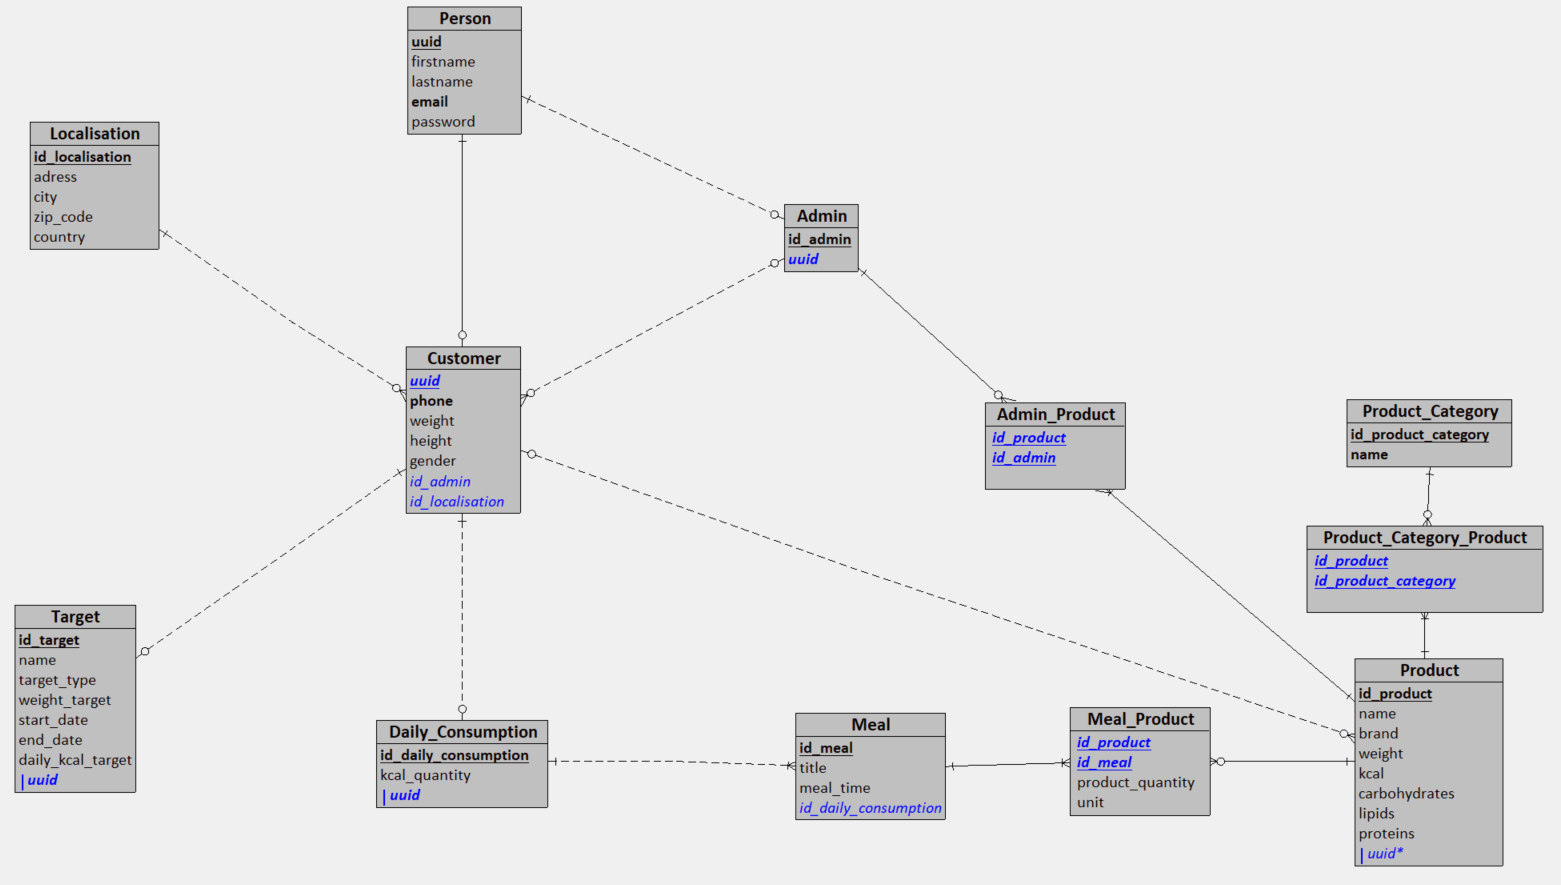 Person
uuid
firstname
lastname
email
password
Localisation
id_localisation
adress
city
zip_code
country
Admin
id_admin
uuid
Customer
uuid
phone
weight
height
gender
id_admin
id_localisation
Admin_Product
id_product
id_admin
Product_Category
id_product_category
name
Product_Category_Product
id_product
id_product_category
Target
id_target
name
target_type
weight_target
start_date
end_date
daily_kcal_target
|uuid
Daily_Consumption
id_daily_consumption
kcal_quantity
|uuid
Meal
id_meal
title
meal_time
id_daily_consumption
Meal_Product
id_product
id_meal
product_quantity
unit
Product
id_product
name
brand
weight
kcal
carbohydrates
lipids
proteins
|uuid*